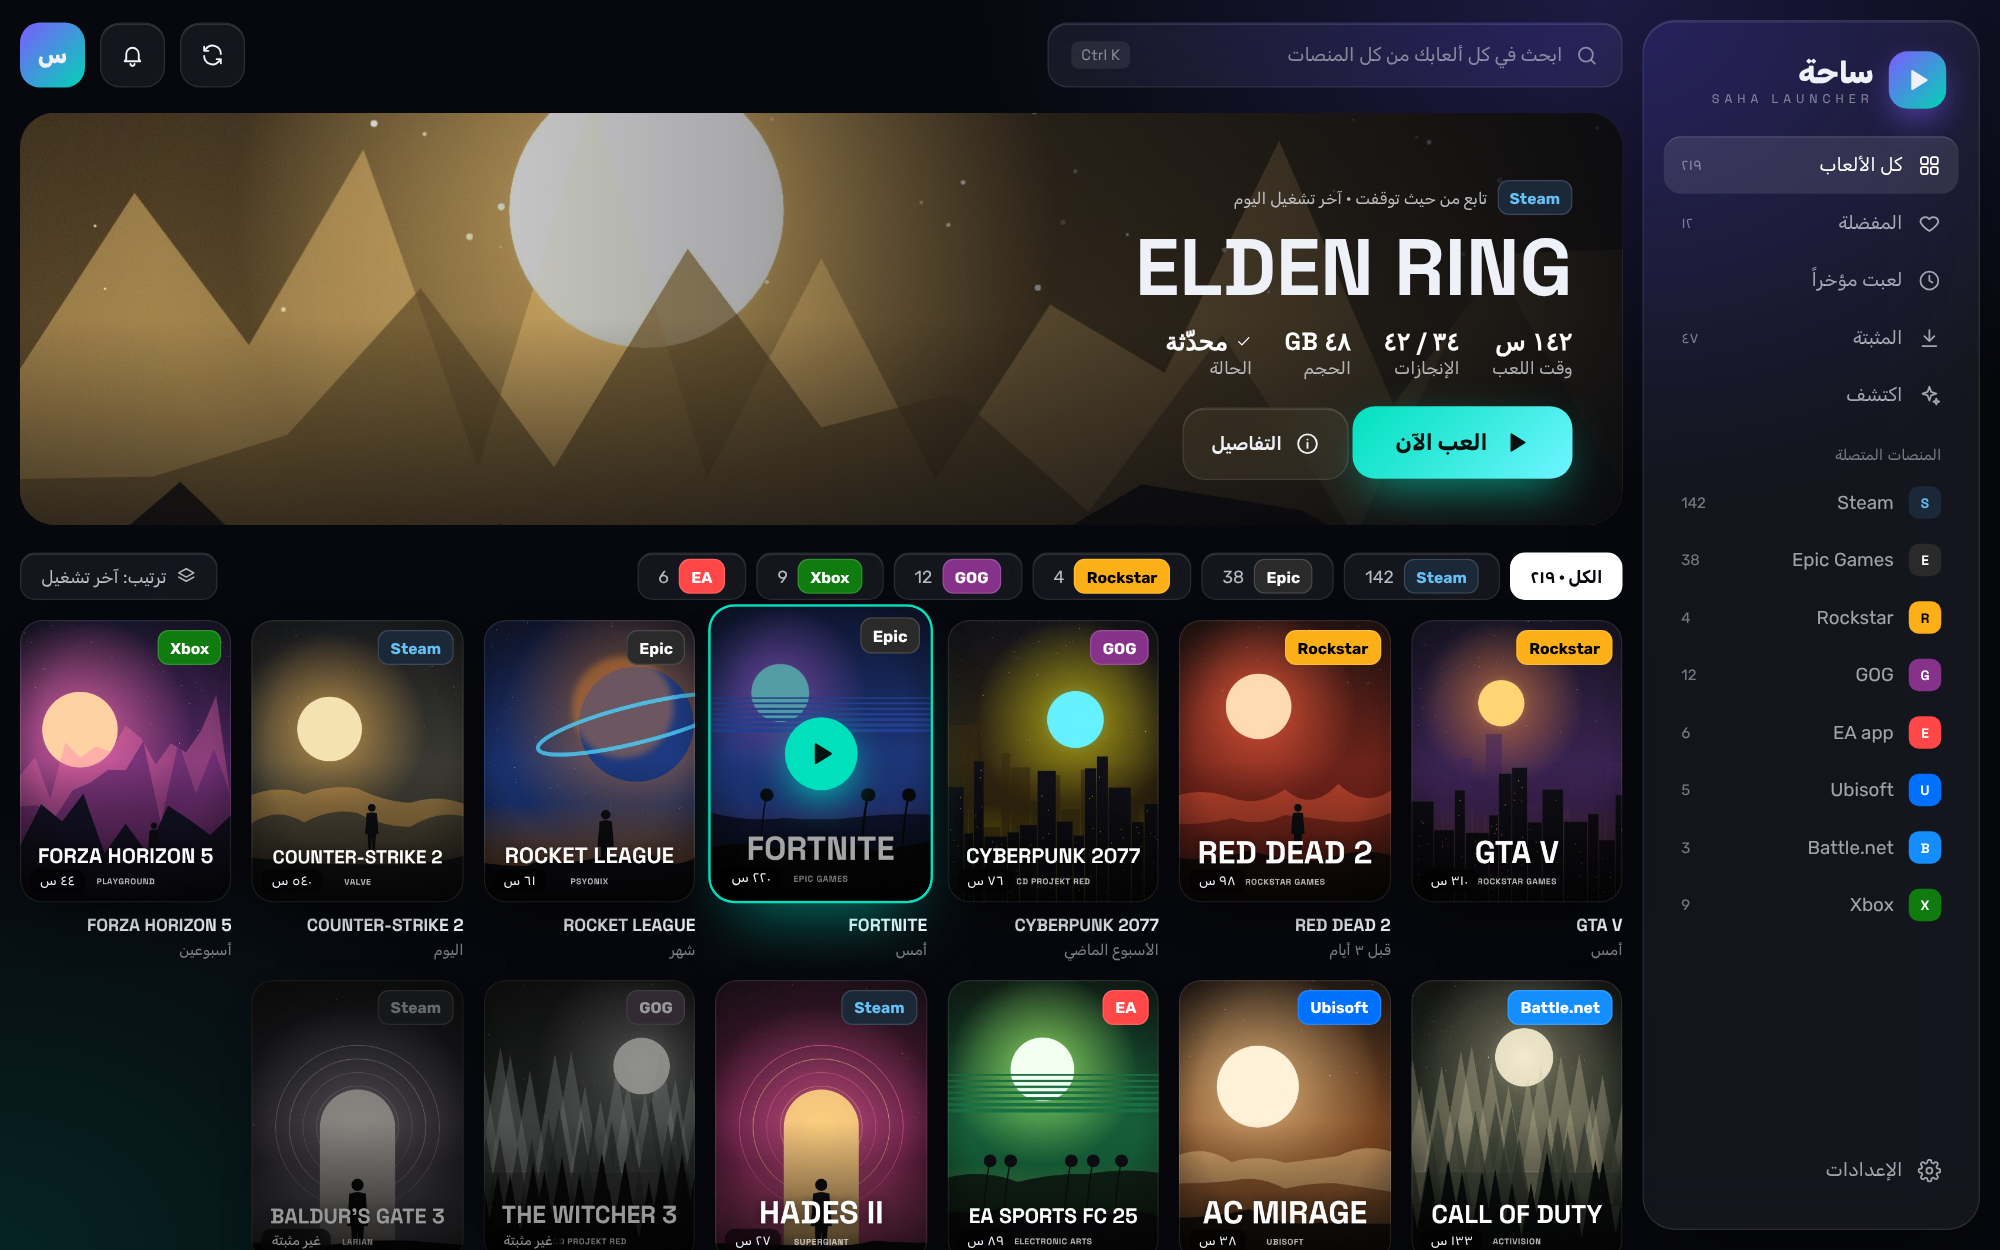 ساحة
SAHA LAUNCHER
كل الألعاب ٢١٩
المفضلة ١٢
لعبت مؤخراً
المثبتة ٤٧
اكتشف
المنصات المتصلة
S Steam 142
E Epic Games 38
R Rockstar 4
G GOG 12
E EA app 6
U Ubisoft 5
B Battle.net 3
X Xbox 9
الإعدادات
ابحث في كل ألعابك من كل المنصات Ctrl K
س
Steam تابع من حيث توقفت • آخر تشغيل اليوم
ELDEN RING
١٤٢ س ٣٤ / ٤٢ ٤٨ GB محدّثة
وقت اللعب الإنجازات الحجم الحالة
العب الآن التفاصيل
الكل • ٢١٩ Steam 142 Epic 38 Rockstar 4 GOG 12 Xbox 9 EA 6
ترتيب: آخر تشغيل
Rockstar
GTA V
ROCKSTAR GAMES ٣١٠ س
GTA V
أمس
Rockstar
RED DEAD 2
ROCKSTAR GAMES ٩٨ س
RED DEAD 2
قبل ٣ أيام
GOG
CYBERPUNK 2077
CD PROJEKT RED ٧٦ س
CYBERPUNK 2077
الأسبوع الماضي
Epic
FORTNITE
EPIC GAMES ٢٢٠ س
FORTNITE
أمس
Epic
ROCKET LEAGUE
PSYONIX ٦١ س
ROCKET LEAGUE
شهر
Steam
COUNTER-STRIKE 2
VALVE ٥٤٠ س
COUNTER-STRIKE 2
اليوم
Xbox
FORZA HORIZON 5
PLAYGROUND ٤٤ س
FORZA HORIZON 5
أسبوعين
Battle.net
CALL OF DUTY
ACTIVISION ١٣٣ س
Ubisoft
AC MIRAGE
UBISOFT ٣٨ س
EA
EA SPORTS FC 25
ELECTRONIC ARTS ٨٩ س
Steam
HADES II
SUPERGIANT ٢٧ س
GOG
THE WITCHER 3
PROJEKT RED غير مثبتة
Steam
BALDUR'S GATE 3
LARIAN غير مثبتة